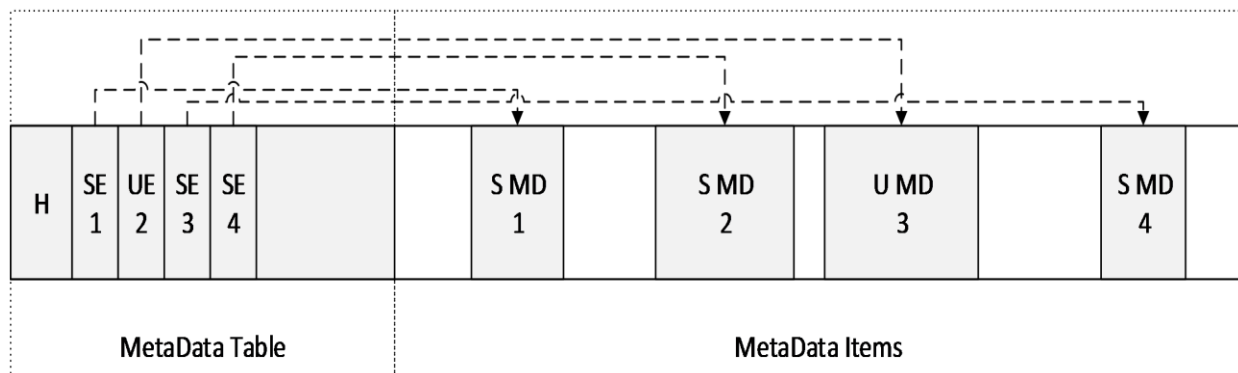 H
SE
1
UE
2
SE
3
SE
4
S MD
1
S MD
2
U MD
3
S MD
4
MetaData Table
MetaData Items